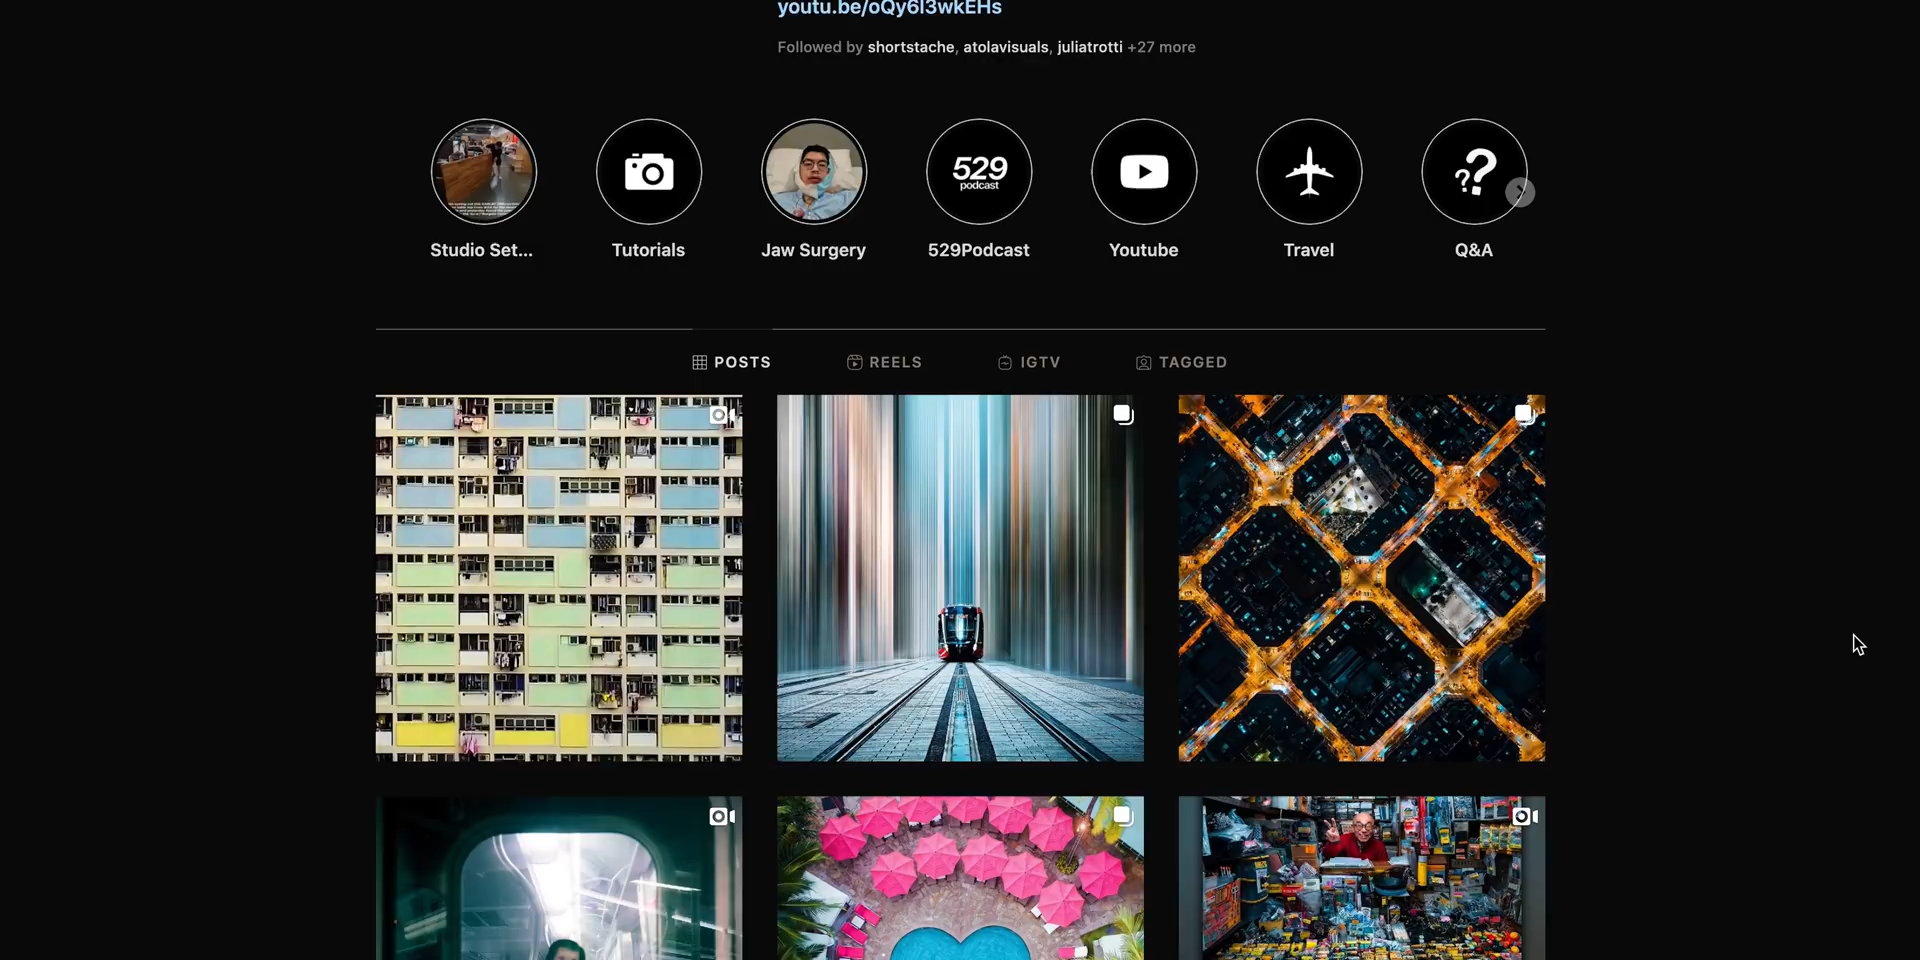 youtu.be/oQy6I3wkEHs
Followed by shortstache, atolavisuals, juliatrotti +27 more
529
podcast
Studio Set...
Tutorials
Jaw Surgery
529Podcast
Youtube
Travel
Q&A
POSTS
REELS
IGTV
TAGGED